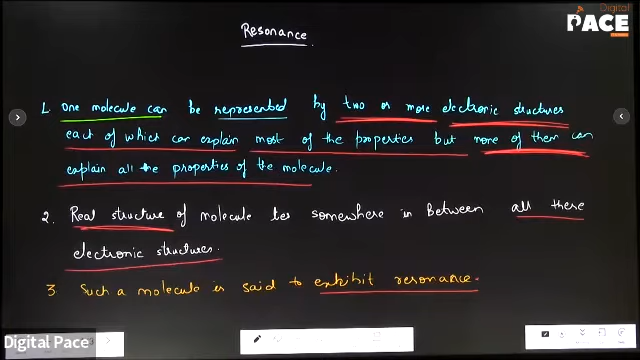 Resonance
Digital
PACE
1. One molecule can be represented by two or more electronic structures
each of which can explain most of the properties but none of them can
explain all the properties of the molecule.
2. Real structure of molecule lies somewhere in Between all these
electronic structures.
3. Such a molecule is said to exhibit resonance.
Digital Pace